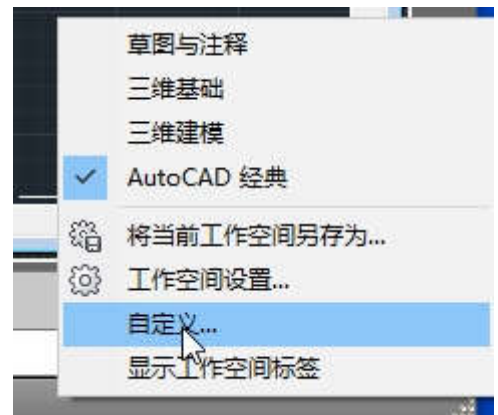 草图与注释
三维基础
三维建模
AutoCAD 经典
将当前工作空间另存为...
工作空间设置...
自定义...
显示工作空间标签